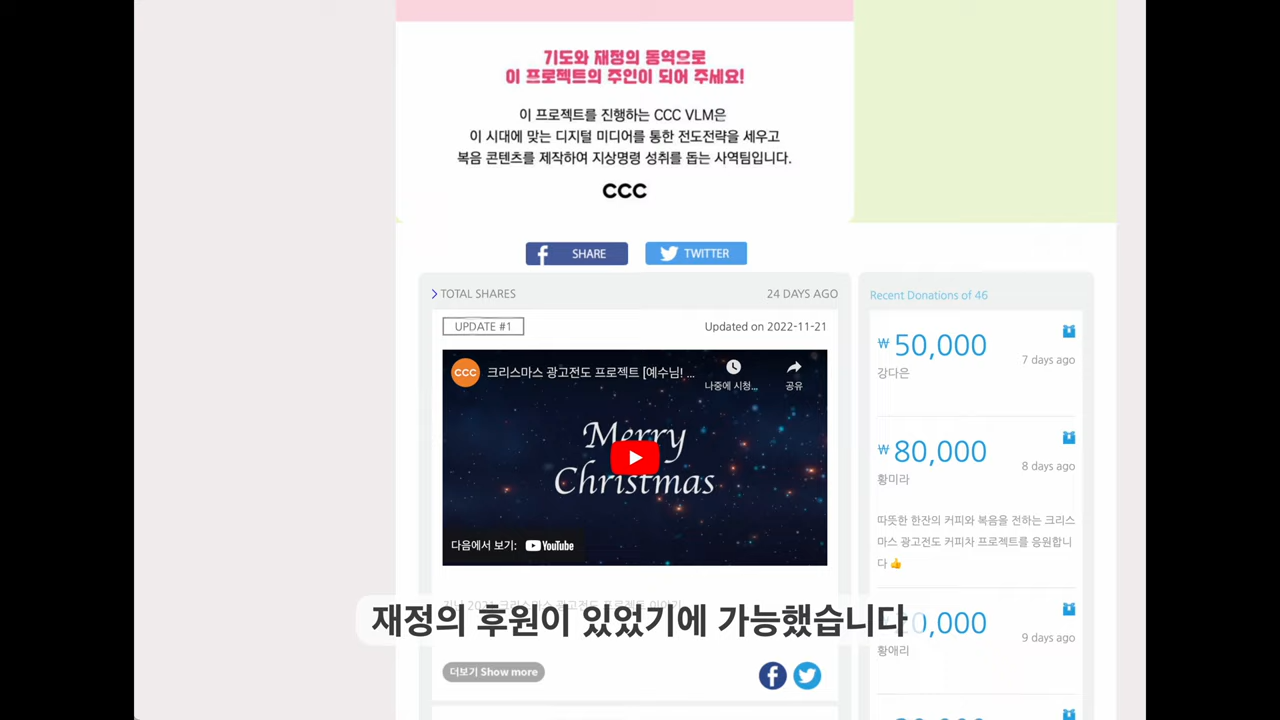 기도와 재정의 동역으로
이 프로젝트의 주인이 되어 주세요!
이 프로젝트를 진행하는 CCC VLM은
이 시대에 맞는 디지털 미디어를 통한 전도전략을 세우고
복음 콘텐츠를 제작하여 지상명령 성취를 돕는 사역팀입니다.
CCC
SHARE
TWITTER
TOTAL SHARES
24 DAYS AGO
UPDATE #1
Updated on 2022-11-21
CCC
크리스마스 광고전도 프로젝트 [예수님! ...
나중에 시청...
공유
Merry
Christmas
다음에서 보기: YouTube
재정의 후원이 있었기에 가능했습니다
더보기 Show more
Recent Donations of 46
₩ 50,000
7 days ago
강다은
₩ 80,000
8 days ago
황미라
따뜻한 한잔의 커피와 복음을 전하는 크리스
마스 광고전도 커피차 프로젝트를 응원합니
다 👍
0,000
9 days ago
황애리